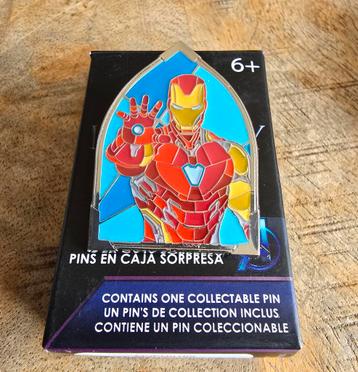 6+
PINS EN CAJA SORPRESA
CONTAINS ONE COLLECTABLE PIN
UN PIN'S DE COLLECTION INCLUS
CONTIENE UN PIN COLECCIONABLE